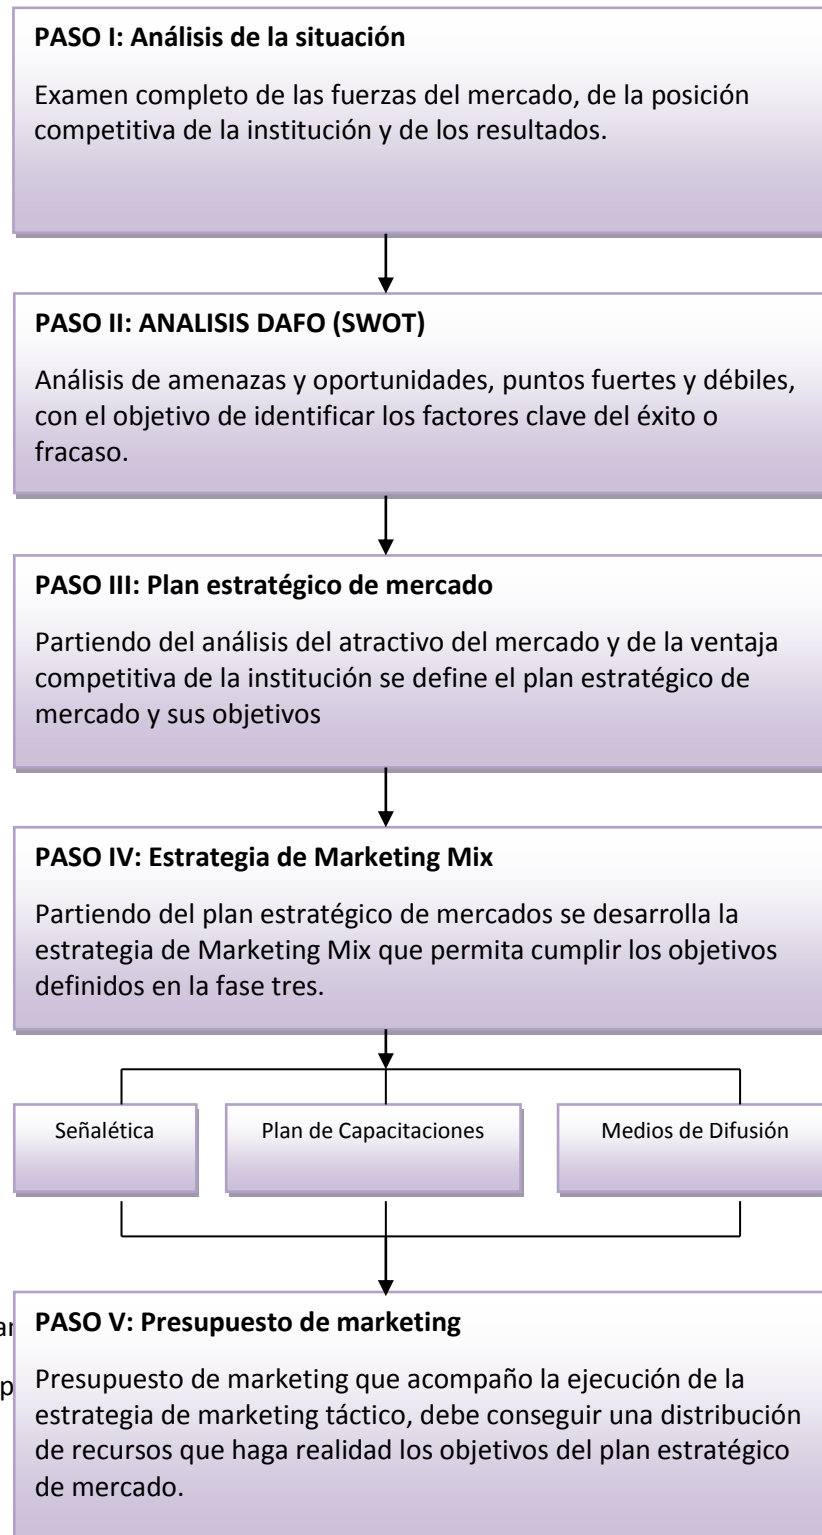 PASO I: Análisis de la situación
Examen completo de las fuerzas del mercado, de la posición
competitiva de la institución y de los resultados.
PASO II: ANALISIS DAFO (SWOT)
Análisis de amenazas y oportunidades, puntos fuertes y débiles,
con el objetivo de identificar los factores clave del éxito o
fracaso.
PASO III: Plan estratégico de mercado
Partiendo del análisis del atractivo del mercado y de la ventaja
competitiva de la institución se define el plan estratégico de
mercado y sus objetivos
PASO IV: Estrategia de Marketing Mix
Partiendo del plan estratégico de mercados se desarrolla la
estrategia de Marketing Mix que permita cumplir los objetivos
definidos en la fase tres.
Señalética
Plan de Capacitaciones
Medios de Difusión
PASO V: Presupuesto de marketing
Presupuesto de marketing que acompaño la ejecución de la
estrategia de marketing táctico, debe conseguir una distribución
de recursos que haga realidad los objetivos del plan estratégico
de mercado.